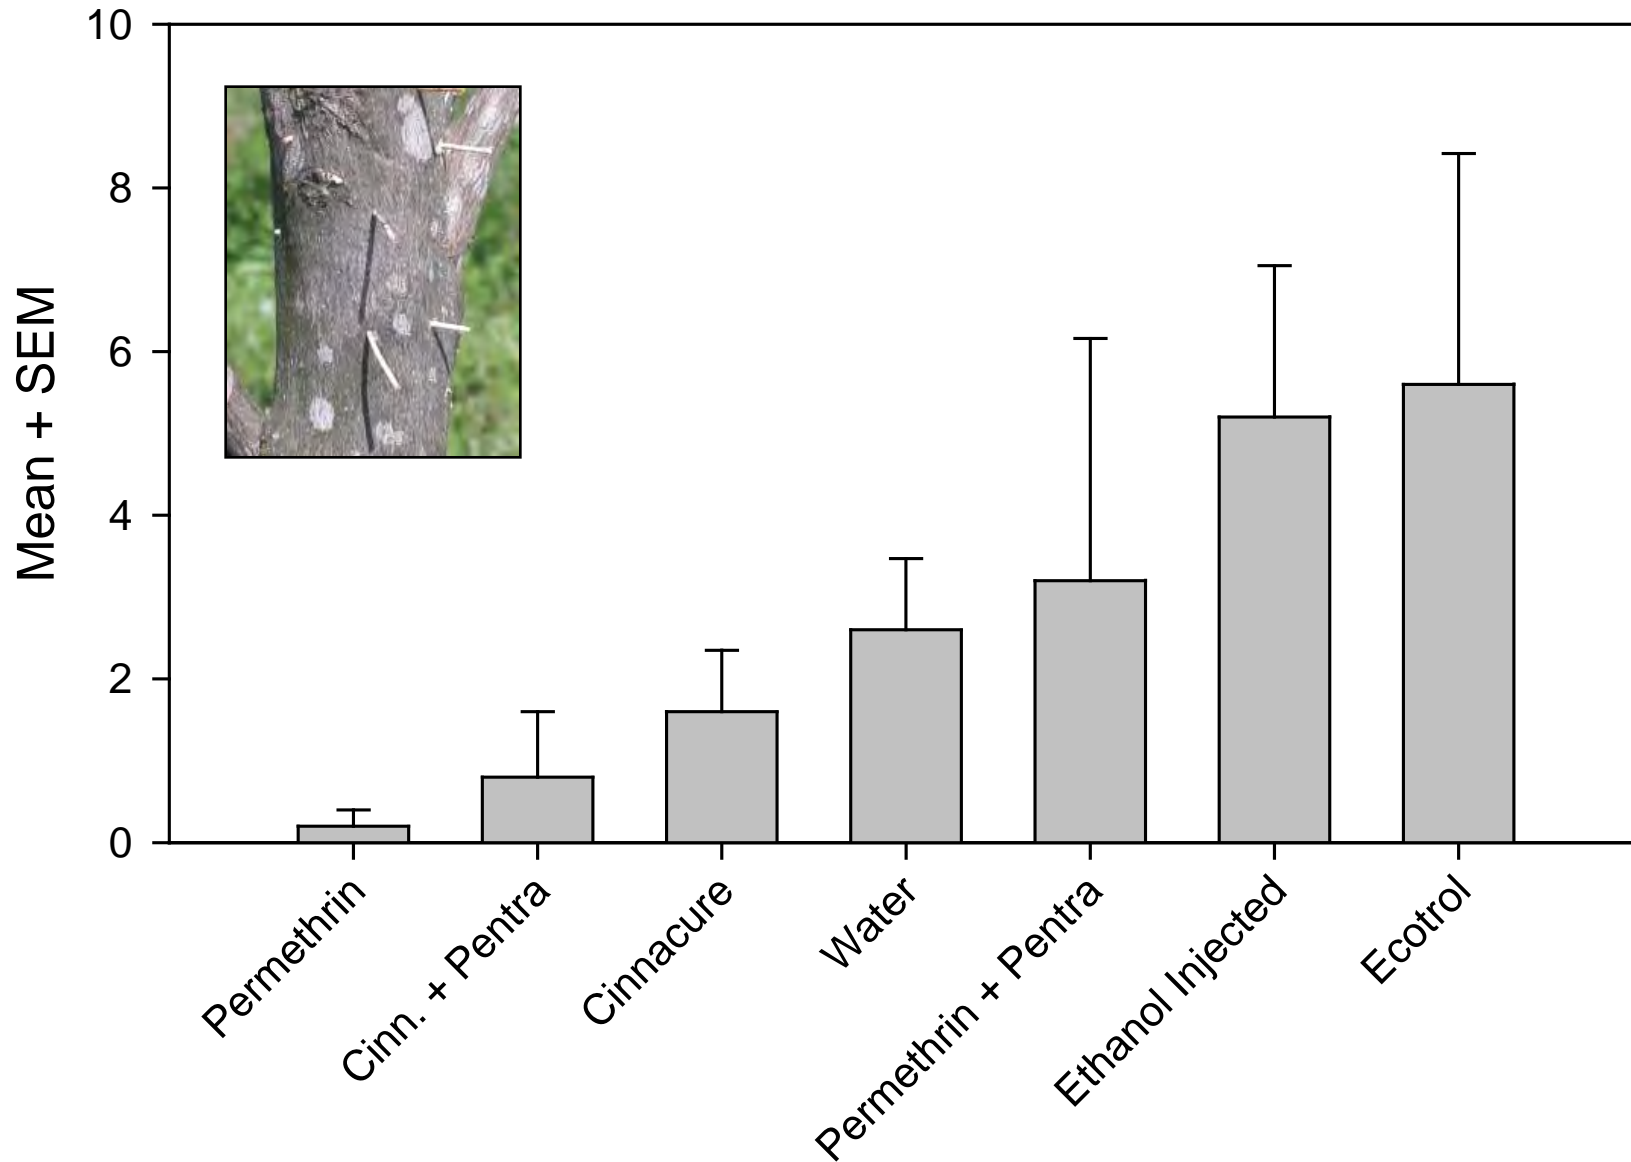 10
8
6
4
2
0
Mean + SEM
Permethrin
Cinn. + Pentra
Cinnacure
Water
Permethrin + Pentra
Ethanol Injected
Ecotrol